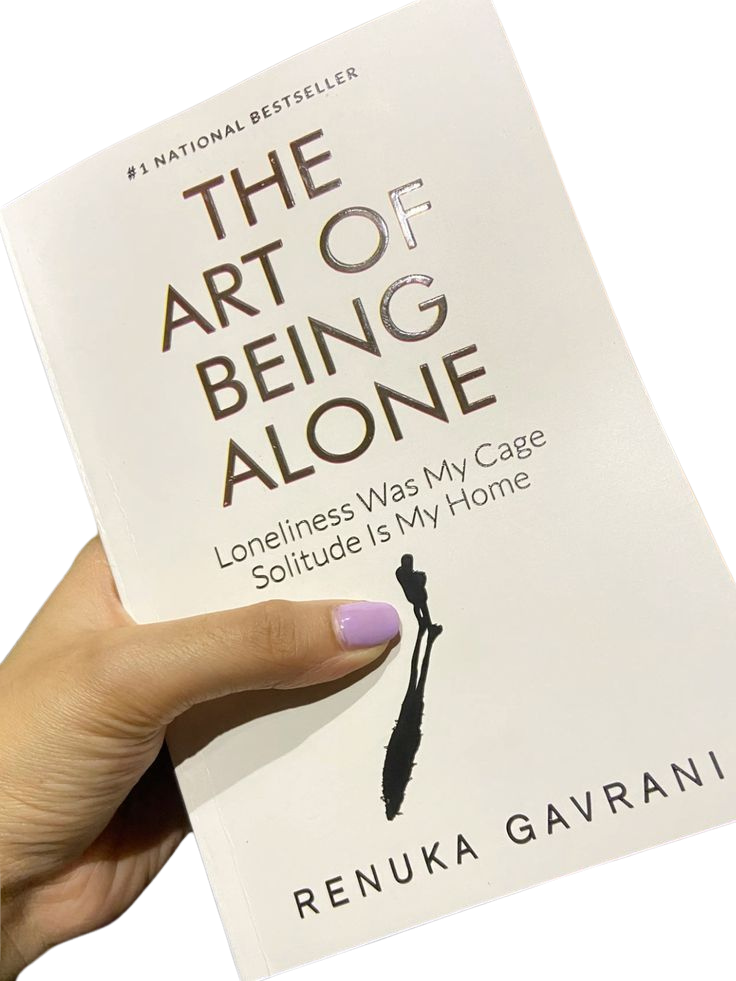 #1 NATIONAL BESTSELLER
THE
ART OF
BEING
ALONE
Loneliness Was My Cage
Solitude Is My Home
RENUKA GAVRANI